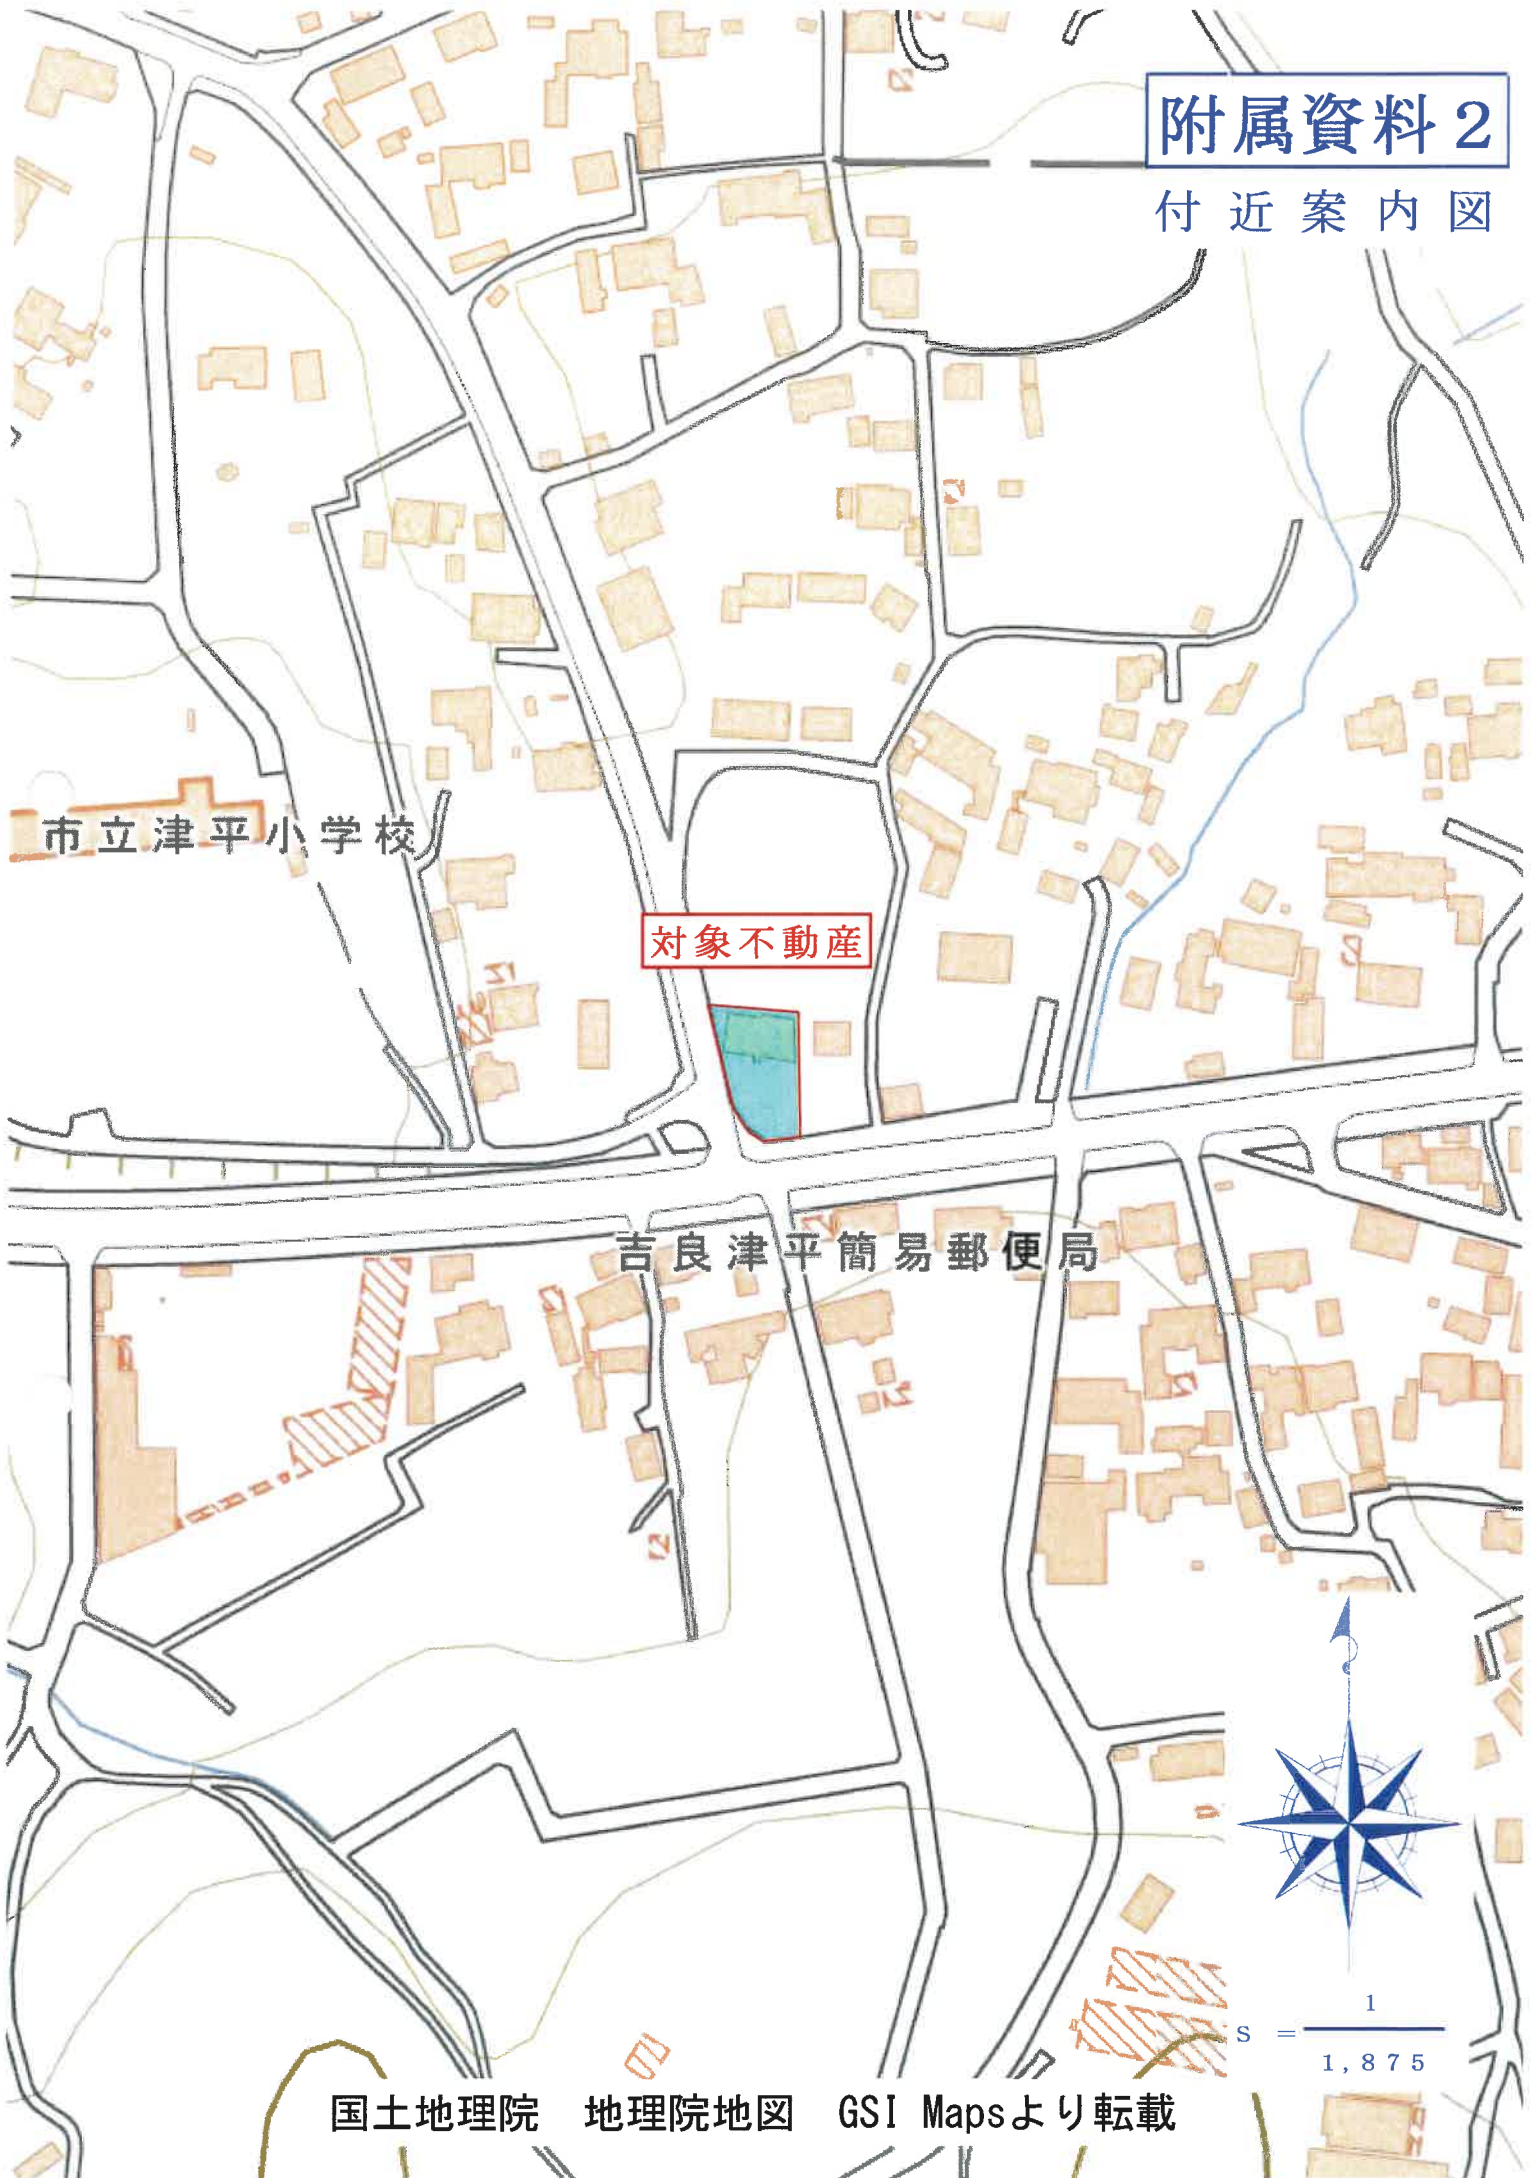 附属資料２
付近案内図
市立津平小学校
対象不動産
吉良津平簡易郵便局
S = 1
1,875
国土地理院　地理院地図　GSI Mapsより転載